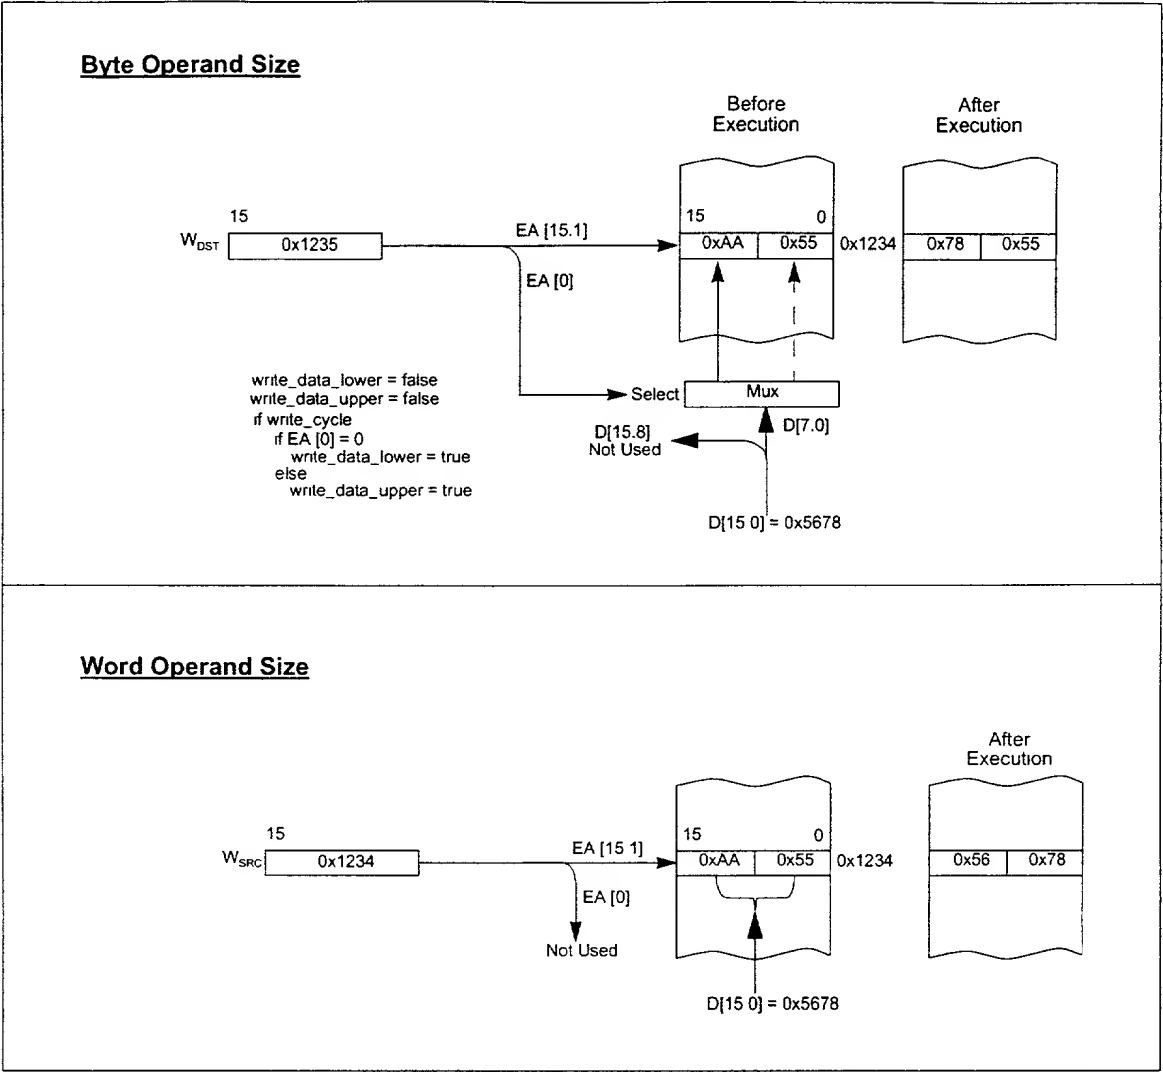 Byte Operand Size
Before
Execution
After
Execution
15
15 0
W_DST 0x1235
EA [15.1]
0xAA 0x55 0x1234
0x78 0x55
EA [0]
write_data_lower = false
write_data_upper = false
if write_cycle
if EA [0] = 0
write_data_lower = true
else
write_data_upper = true
Select
Mux
D[7.0]
D[15.8]
Not Used
D[15 0] = 0x5678
Word Operand Size
After
Execution
15
15 0
W_SRC 0x1234
EA [15 1]
0xAA 0x55 0x1234
0x56 0x78
EA [0]
Not Used
D[15 0] = 0x5678